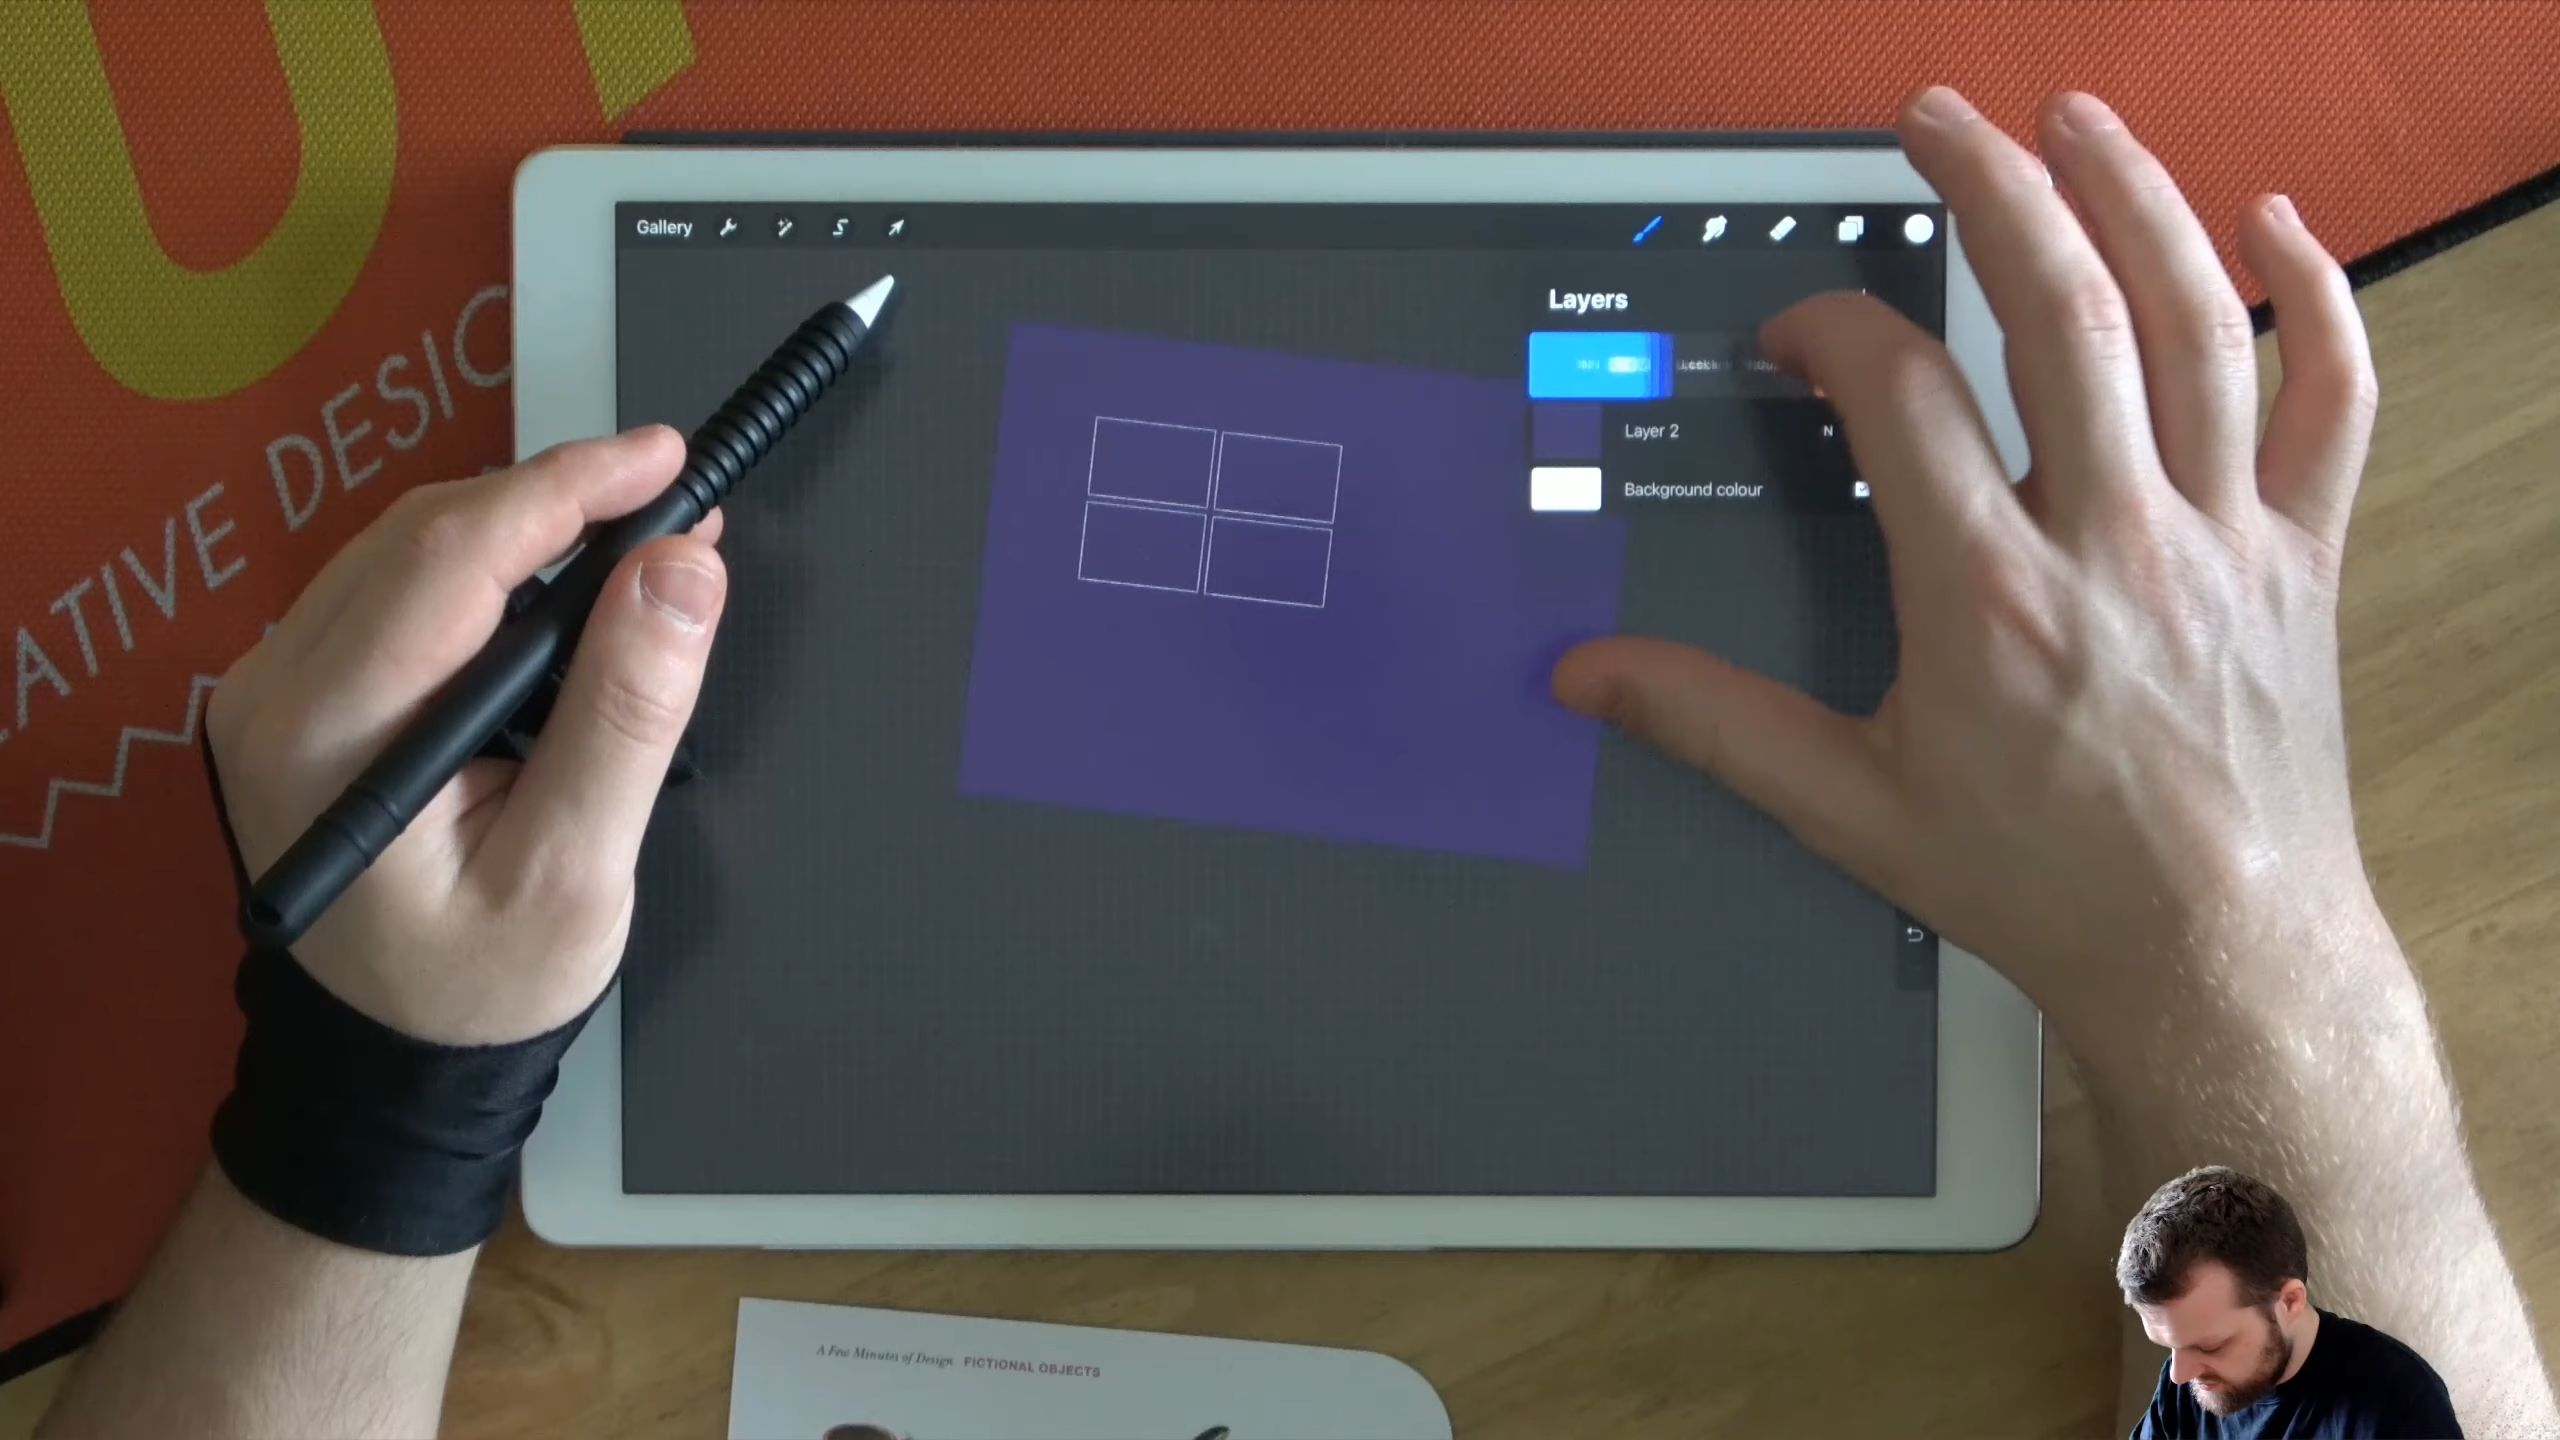 Gallery
Layers
Layer 2 N
Background colour
ATIVE DESIG
A Few Minutes of Design FICTIONAL OBJECTS